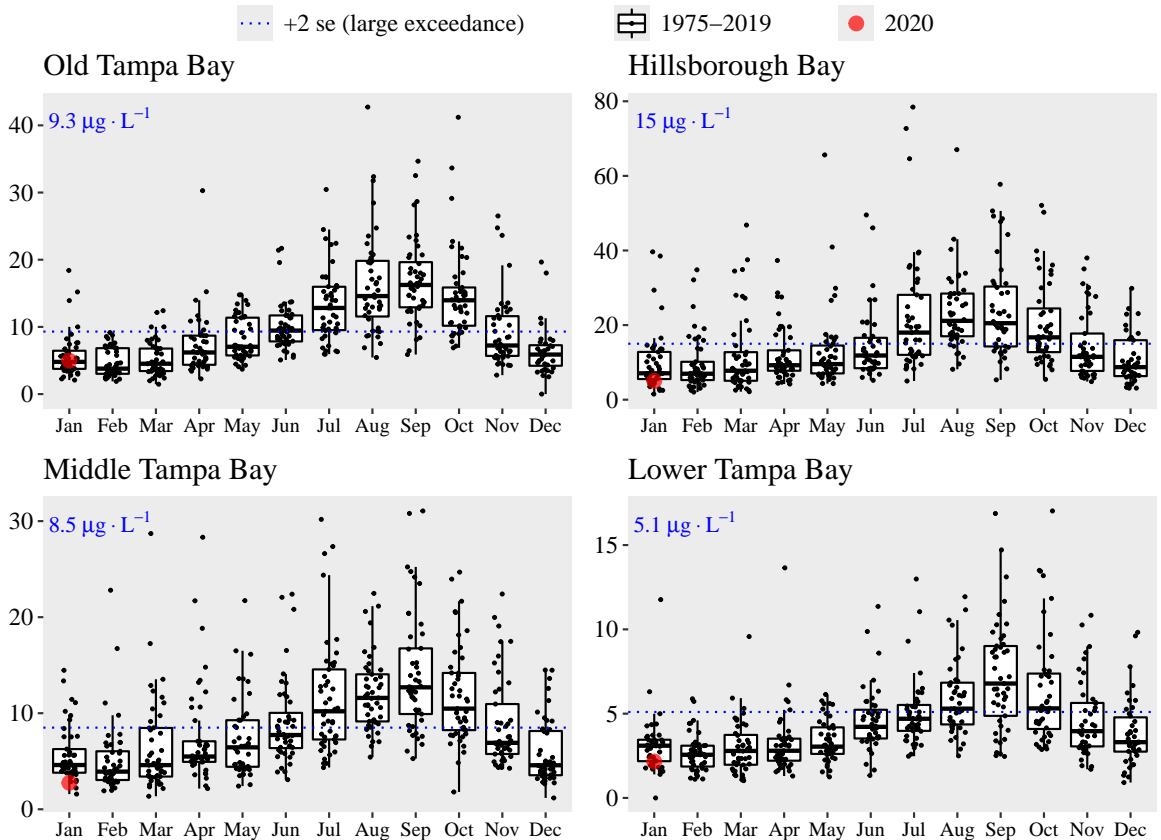 +2 se (large exceedance) 1975–2019 2020
Old Tampa Bay
9.3 μg · L⁻¹
40
30
20
10
0
Jan Feb Mar Apr May Jun Jul Aug Sep Oct Nov Dec
Hillsborough Bay
15 μg · L⁻¹
80
60
40
20
0
Jan Feb Mar Apr May Jun Jul Aug Sep Oct Nov Dec
Middle Tampa Bay
8.5 μg · L⁻¹
30
20
10
0
Jan Feb Mar Apr May Jun Jul Aug Sep Oct Nov Dec
Lower Tampa Bay
5.1 μg · L⁻¹
15
10
5
0
Jan Feb Mar Apr May Jun Jul Aug Sep Oct Nov Dec